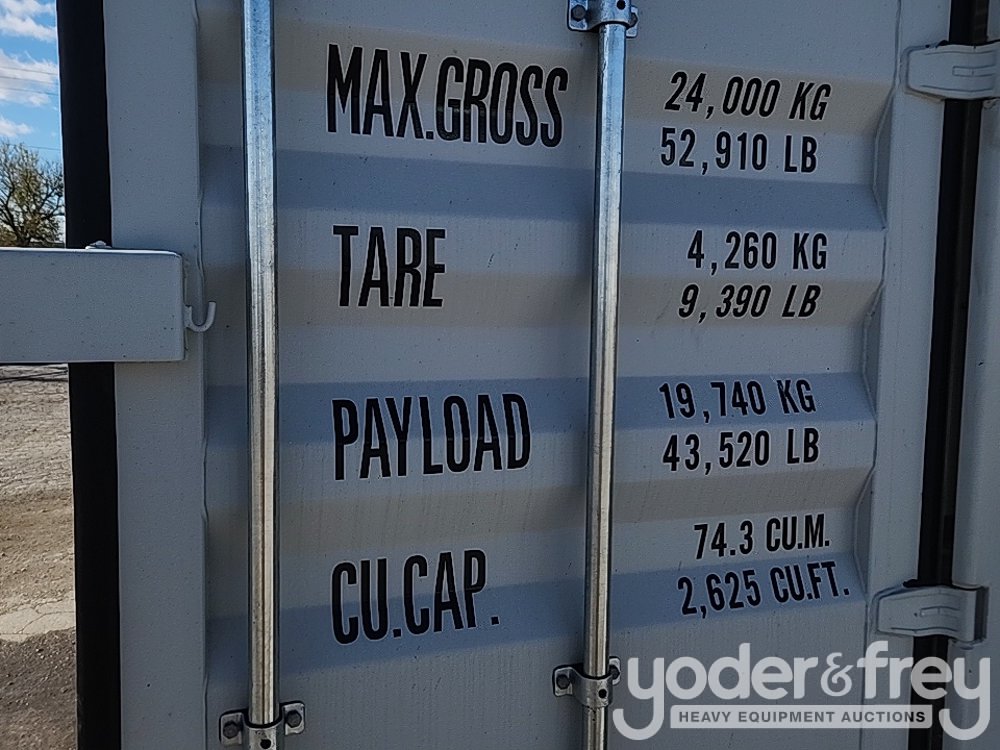 MAX.GROSS 24,000 KG
52,910 LB
TARE 4,260 KG
9,390 LB
PAYLOAD 19,740 KG
43,520 LB
CU.CAP. 74.3 CU.M.
2,625 CU.FT.
yoder&frey
HEAVY EQUIPMENT AUCTIONS